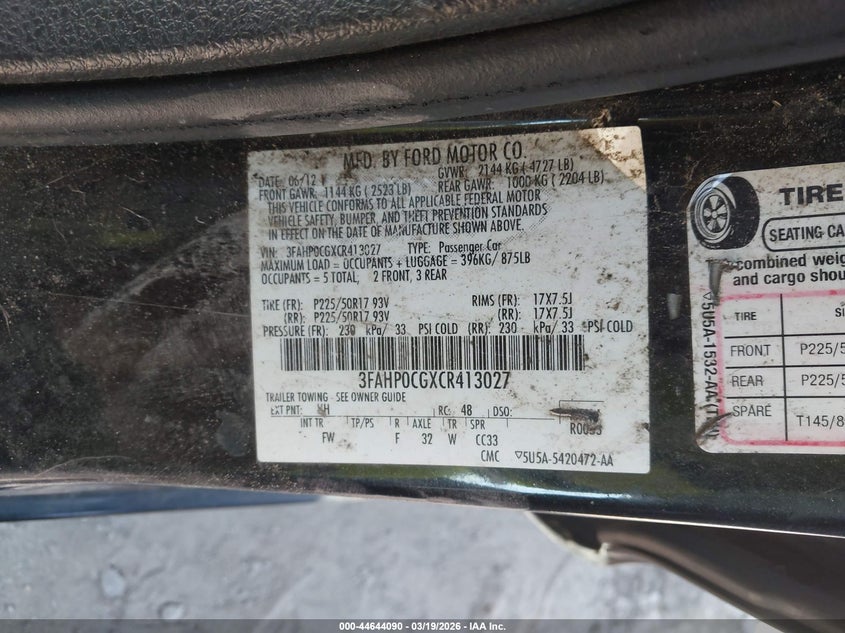 MFD. BY FORD MOTOR CO.
DATE: 06/12
GVWR: 2144 KG ( 4727 LB)
FRONT GAWR: 1144 KG ( 2523 LB)
REAR GAWR: 1000 KG ( 2204 LB)
THIS VEHICLE CONFORMS TO ALL APPLICABLE FEDERAL MOTOR
VEHICLE SAFETY, BUMPER, AND THEFT PREVENTION STANDARDS
IN EFFECT ON THE DATE OF MANUFACTURE SHOWN ABOVE.
VIN: 3FAHP0CGXCR413027 TYPE: Passenger Car
MAXIMUM LOAD = OCCUPANTS + LUGGAGE = 396KG/ 875LB
OCCUPANTS = 5 TOTAL, 2 FRONT, 3 REAR
TIRE (FR): P225/50R17 93V RIMS (FR): 17X7.5J
(RR): P225/50R17 93V (RR): 17X7.5J
PRESSURE (FR): 230 kPa/ 33 PSI COLD (RR): 230 kPa/ 33 PSI COLD
3FAHP0CGXCR413027
TRAILER TOWING - SEE OWNER GUIDE
EXT PNT: RC: 48 DSO:
INT TR TP/PS R AXLE TR SPR
FW F 32 W CC33
CMC ▽5U5A-5420472-AA
TIRE
SEATING
combined
and cargo
TIRE
FRONT P225/5
REAR P225/5
SPARE T145/8
▽5U5A-1532-AA
000-44644090 — 03/19/2026 — IAA Inc.